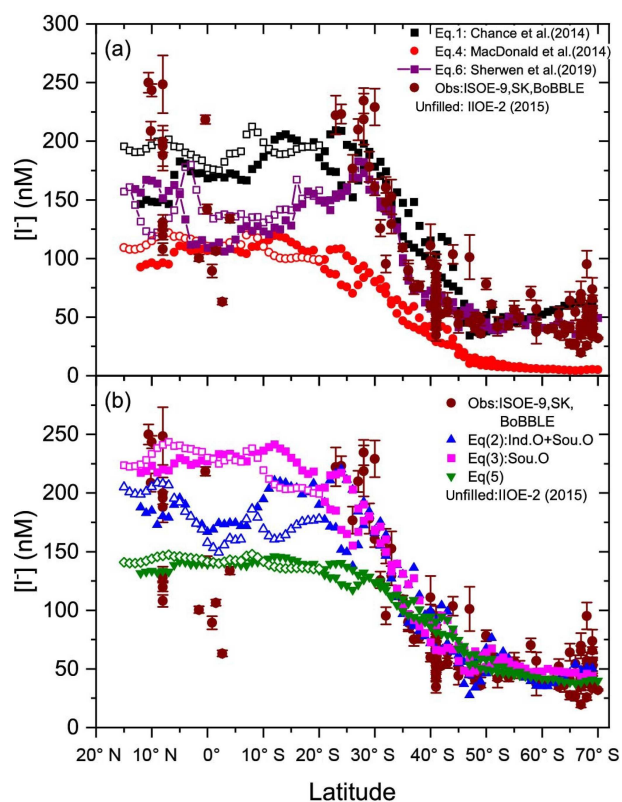 (a)
Eq.1: Chance et al.(2014)
Eq.4: MacDonald et al.(2014)
Eq.6: Sherwen et al.(2019)
Obs:ISOE-9,SK,BoBBLE
Unfilled: IIOE-2 (2015)
300
250
200
150
100
50
0
[I⁻] (nM)
(b)
Obs:ISOE-9,SK,
BoBBLE
Eq(2):Ind.O+Sou.O
Eq(3):Sou.O
Eq(5)
Unfilled:IIOE-2 (2015)
250
200
150
100
50
0
[I⁻] (nM)
20° N 10° N 0° 10° S 20° S 30° S 40° S 50° S 60° S 70° S
Latitude